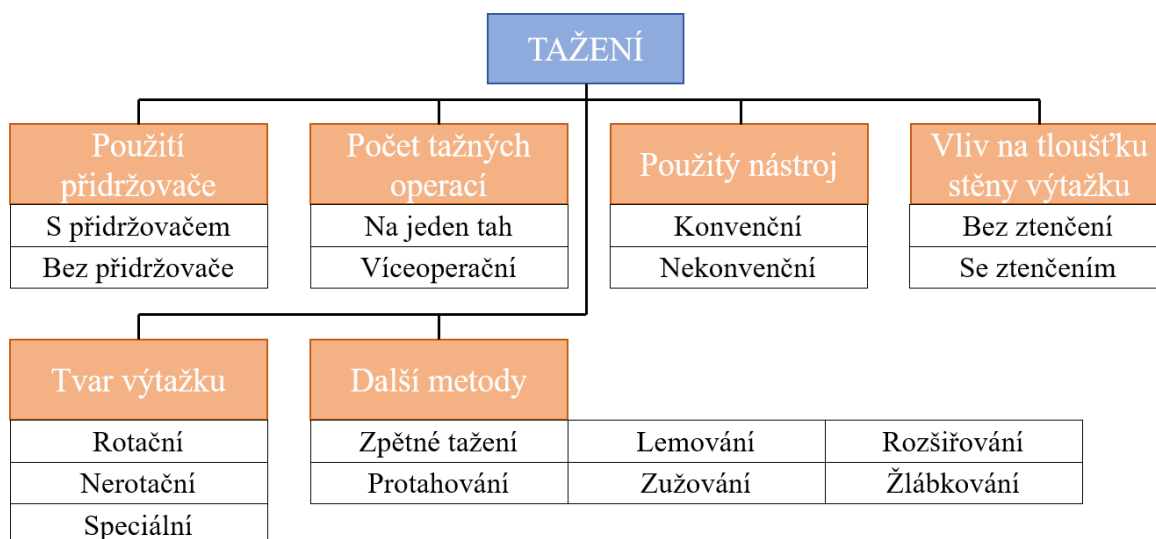 TAŽENÍ
Použití
přidržovače
S přidržovačem
Bez přidržovače
Počet tažných
operací
Na jeden tah
Víceoperační
Použitý nástroj
Konvenční
Nekonvenční
Vliv na tloušťku
stěny výtažku
Bez ztenčení
Se ztenčením
Tvar výtažku
Rotační
Nerotační
Speciální
Další metody
Zpětné tažení
Lemování
Rozšiřování
Protahování
Zužování
Žlábkování